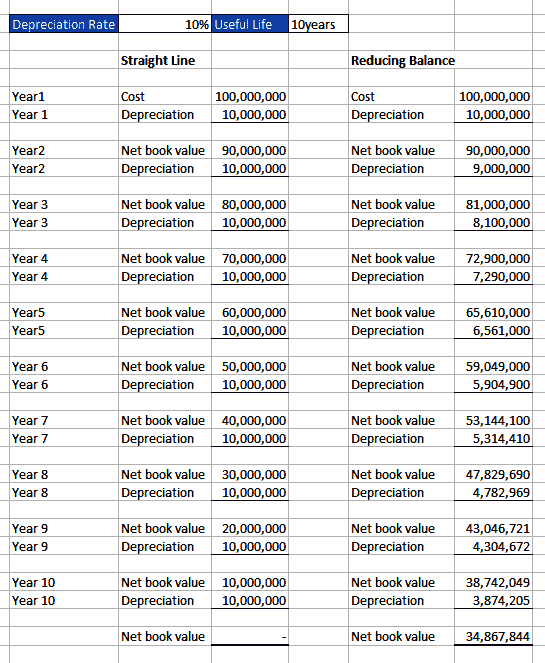 Depreciation Rate 10% Useful Life 10years
Straight Line Reducing Balance
Year1 Cost 100,000,000 Cost 100,000,000
Year 1 Depreciation 10,000,000 Depreciation 10,000,000
Year2 Net book value 90,000,000 Net book value 90,000,000
Year2 Depreciation 10,000,000 Depreciation 9,000,000
Year 3 Net book value 80,000,000 Net book value 81,000,000
Year 3 Depreciation 10,000,000 Depreciation 8,100,000
Year 4 Net book value 70,000,000 Net book value 72,900,000
Year 4 Depreciation 10,000,000 Depreciation 7,290,000
Year5 Net book value 60,000,000 Net book value 65,610,000
Year5 Depreciation 10,000,000 Depreciation 6,561,000
Year 6 Net book value 50,000,000 Net book value 59,049,000
Year 6 Depreciation 10,000,000 Depreciation 5,904,900
Year 7 Net book value 40,000,000 Net book value 53,144,100
Year 7 Depreciation 10,000,000 Depreciation 5,314,410
Year 8 Net book value 30,000,000 Net book value 47,829,690
Year 8 Depreciation 10,000,000 Depreciation 4,782,969
Year 9 Net book value 20,000,000 Net book value 43,046,721
Year 9 Depreciation 10,000,000 Depreciation 4,304,672
Year 10 Net book value 10,000,000 Net book value 38,742,049
Year 10 Depreciation 10,000,000 Depreciation 3,874,205
Net book value - Net book value 34,867,844